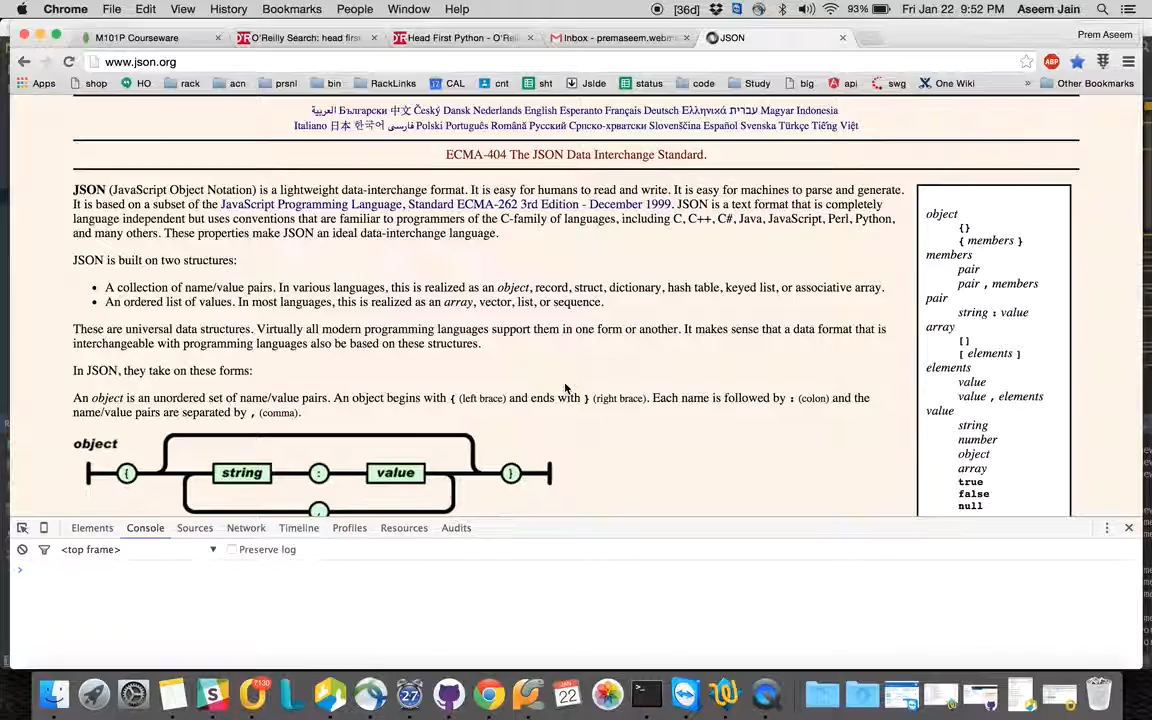 Chrome File Edit View History Bookmarks People Window Help [36d] 93% Fri Jan 22 9:52 PM Aseem Jain
M101P Courseware × O'Reilly Search: head firs × Head First Python - O'Rei × Inbox - premaseem.webm × JSON × Prem Aseem
www.json.org ABP
Apps shop HO rack acn prsnl bin RackLinks 27 CAL cnt sht Jslde status code Study big api swg One Wiki » Other Bookmarks
العربية Български 中文 Český Dansk Nederlands English Esperanto Français Deutsch Ελληνικά עברית Magyar Indonesia
Italiano 日本 한국어 فارسی Polski Português Română Русский Српско-хрватски Slovenščina Español Svenska Türkçe Tiếng Việt
ECMA-404 The JSON Data Interchange Standard.
JSON (JavaScript Object Notation) is a lightweight data-interchange format. It is easy for humans to read and write. It is easy for machines to parse and generate.
It is based on a subset of the JavaScript Programming Language, Standard ECMA-262 3rd Edition - December 1999. JSON is a text format that is completely
language independent but uses conventions that are familiar to programmers of the C-family of languages, including C, C++, C#, Java, JavaScript, Perl, Python,
and many others. These properties make JSON an ideal data-interchange language.
JSON is built on two structures:
• A collection of name/value pairs. In various languages, this is realized as an object, record, struct, dictionary, hash table, keyed list, or associative array.
• An ordered list of values. In most languages, this is realized as an array, vector, list, or sequence.
These are universal data structures. Virtually all modern programming languages support them in one form or another. It makes sense that a data format that is
interchangeable with programming languages also be based on these structures.
In JSON, they take on these forms:
An object is an unordered set of name/value pairs. An object begins with { (left brace) and ends with } (right brace). Each name is followed by : (colon) and the
name/value pairs are separated by , (comma).
object
{ string : value }
,
object
{}
{ members }
members
pair
pair , members
pair
string : value
array
[]
[ elements ]
elements
value
value , elements
value
string
number
object
array
true
false
null
Elements Console Sources Network Timeline Profiles Resources Audits
<top frame> ▼ Preserve log
>